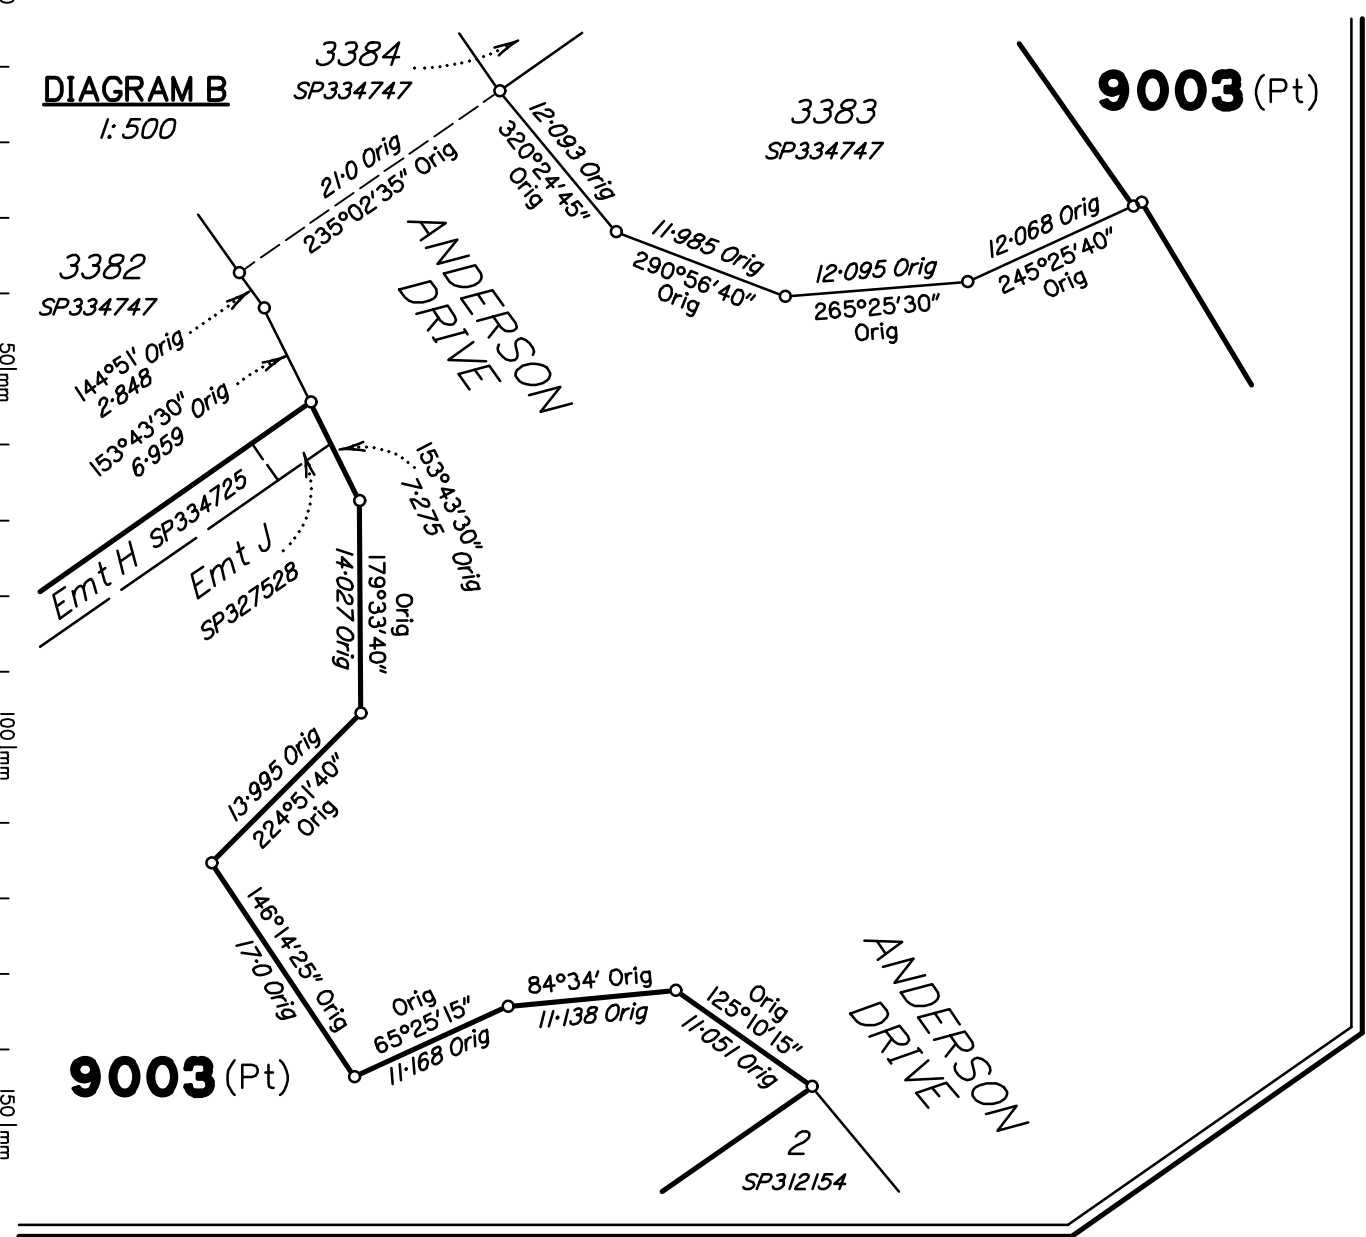 DIAGRAM B
1:500
3384
SP334747
3383
SP334747
9003 (Pt)
21·0 Orig
235°02'35" Orig
12·093 Orig
320°24'45"
Orig
11·985 Orig
290°56'40"
Orig
12·095 Orig
265°25'30"
Orig
12·068 Orig
245°25'40"
Orig
ANDERSON
DRIVE
3382
SP334747
144°51' Orig
2·848
153°43'30" Orig
6·959
153°43'30" Orig
7·275
Emt H SP334725
Emt J
SP327528
Orig
179°33'40"
14·027 Orig
13·995 Orig
224°51'40"
Orig
146°14'25" Orig
17·0 Orig
Orig
65°25'15"
11·168 Orig
84°34' Orig
11·138 Orig
Orig
125°10'15"
11·051 Orig
ANDERSON
DRIVE
9003 (Pt)
2
SP312154
50 mm
100 mm
150 mm